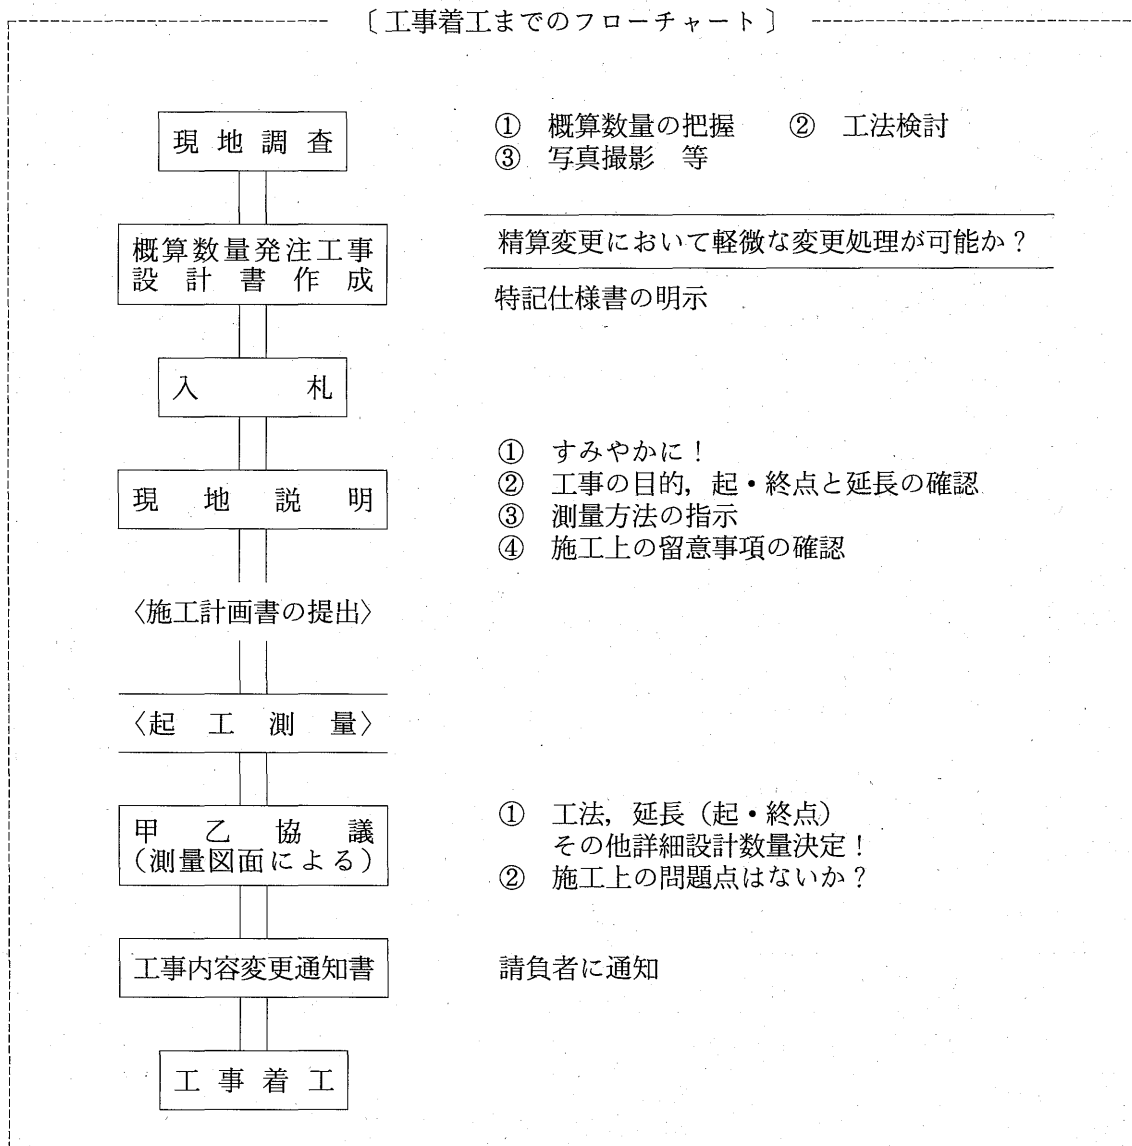 〔工事着工までのフローチャート〕
現地調査
① 概算数量の把握　② 工法検討
③ 写真撮影　等
概算数量発注工事
設計書作成
精算変更において軽微な変更処理が可能か？
特記仕様書の明示
入札
現地説明
① すみやかに！
② 工事の目的，起・終点と延長の確認
③ 測量方法の指示
④ 施工上の留意事項の確認
〈施工計画書の提出〉
〈起工測量〉
甲乙協議
（測量図面による）
① 工法，延長（起・終点）
その他詳細設計数量決定！
② 施工上の問題点はないか？
工事内容変更通知書
請負者に通知
工事着工